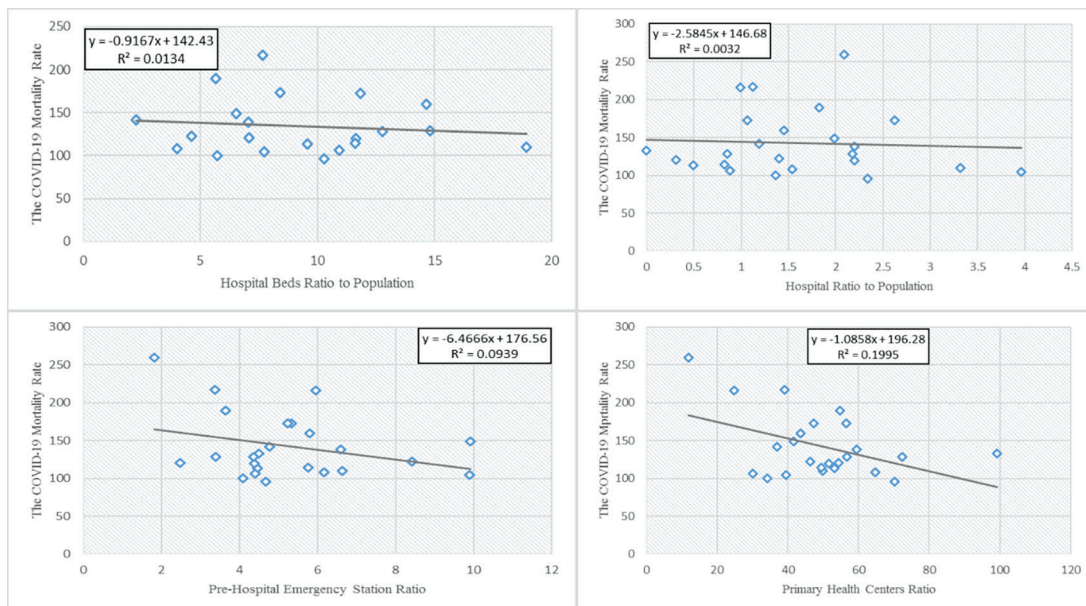 y = -0.9167x + 142.43
R² = 0.0134
The COVID-19 Mortality Rate
250
200
150
100
50
0
0 5 10 15 20
Hospital Beds Ratio to Population
y = -2.5845x + 146.68
R² = 0.0032
The COVID-19 Mortality Rate
300
250
200
150
100
50
0
0 0.5 1 1.5 2 2.5 3 3.5 4 4.5
Hospital Ratio to Population
y = -6.4666x + 176.56
R² = 0.0939
The COVID-19 Mortality Rate
300
250
200
150
100
50
0
0 2 4 6 8 10 12
Pre-Hospital Emergency Station Ratio
y = -1.0858x + 196.28
R² = 0.1995
The COVID-19 Mprtality Rate
300
250
200
150
100
50
0
0 20 40 60 80 100 120
Primary Health Centers Ratio